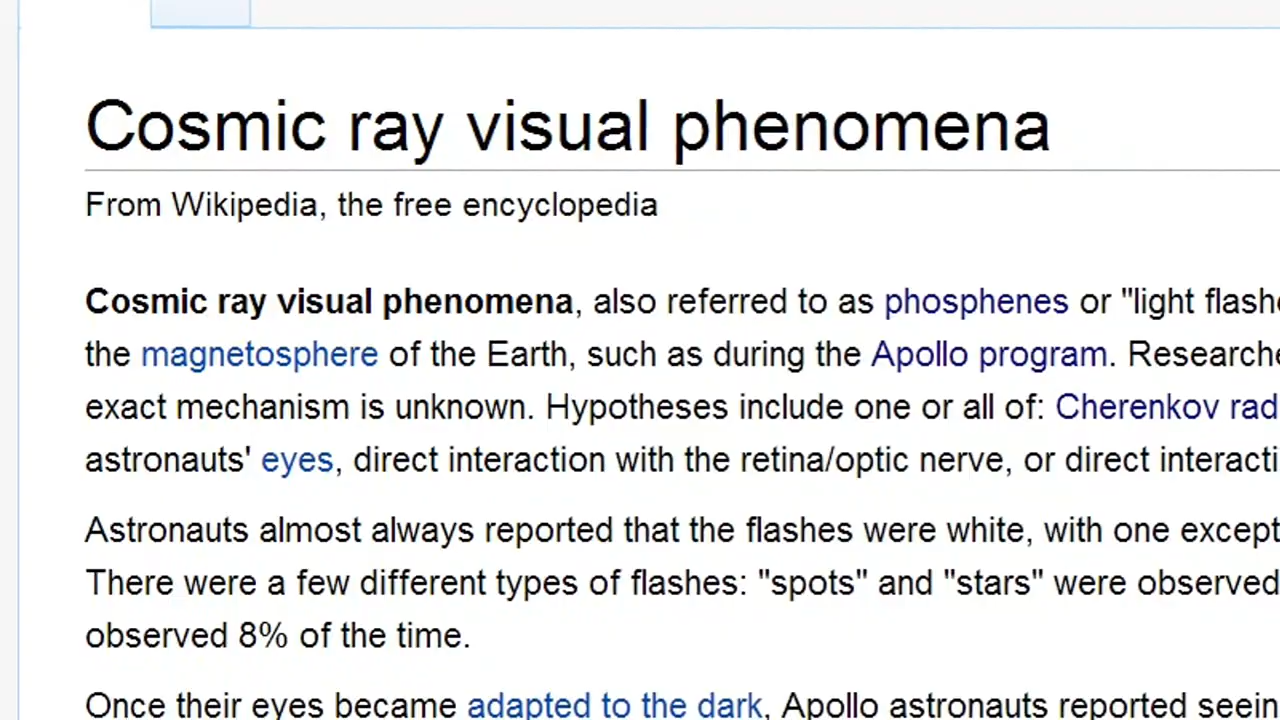 Cosmic ray visual phenomena
From Wikipedia, the free encyclopedia
Cosmic ray visual phenomena, also referred to as phosphenes or "light flash
the magnetosphere of the Earth, such as during the Apollo program. Researche
exact mechanism is unknown. Hypotheses include one or all of: Cherenkov rad
astronauts' eyes, direct interaction with the retina/optic nerve, or direct interacti
Astronauts almost always reported that the flashes were white, with one except
There were a few different types of flashes: "spots" and "stars" were observed
observed 8% of the time.
Once their eyes became adapted to the dark, Apollo astronauts reported seein